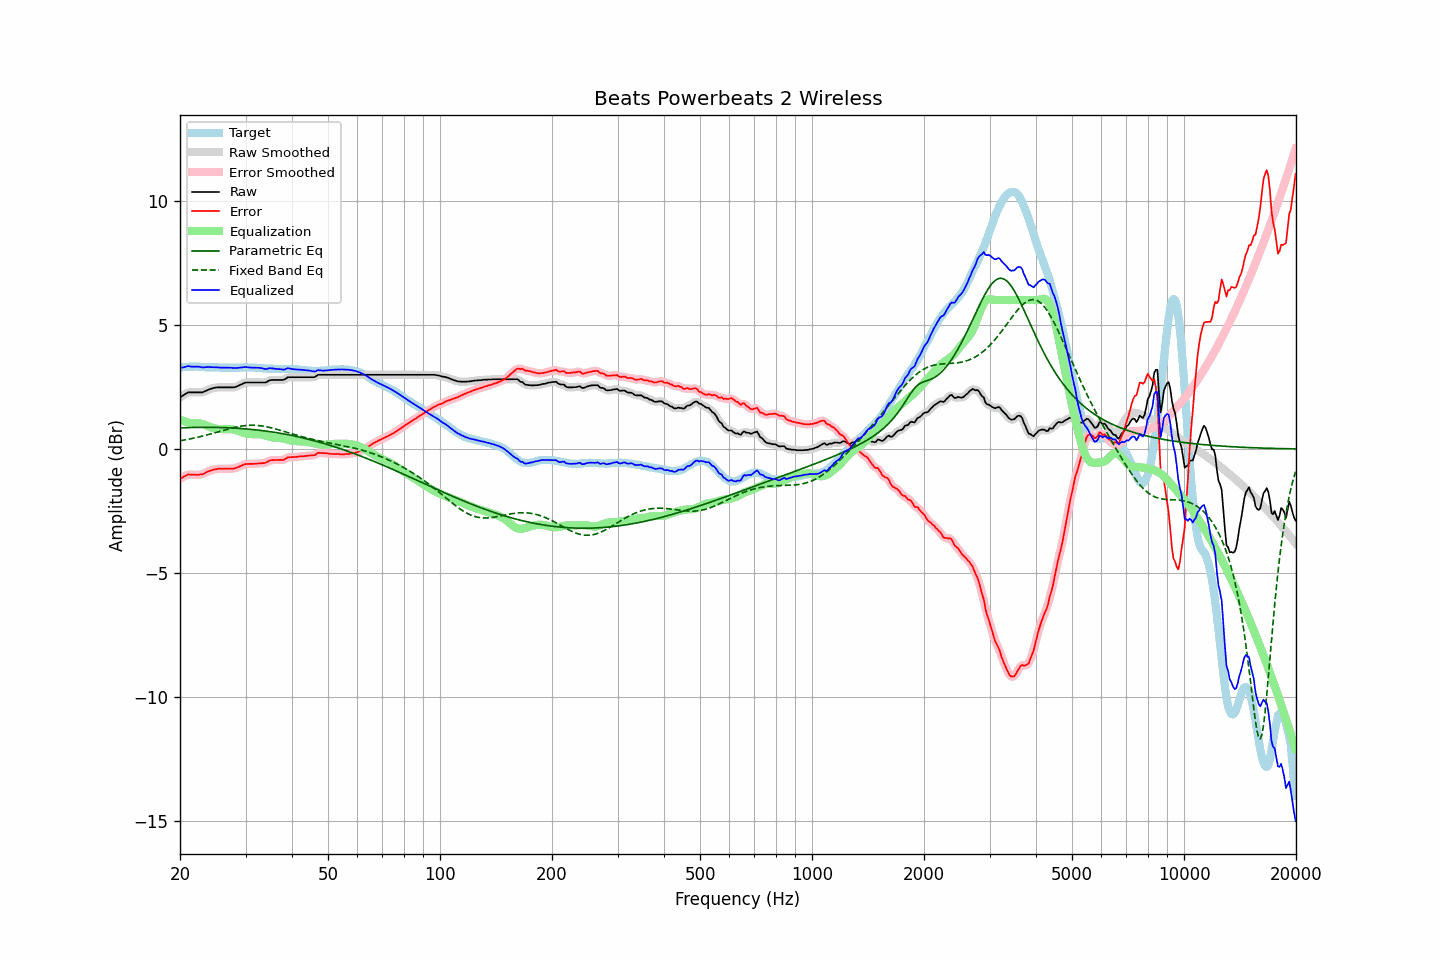 Beats Powerbeats 2 Wireless
Target
Raw Smoothed
Error Smoothed
Raw
Error
Equalization
Parametric Eq
Fixed Band Eq
Equalized
Amplitude (dBr)
10
5
0
−5
−10
−15
20 50 100 200 500 1000 2000 5000 10000 20000
Frequency (Hz)